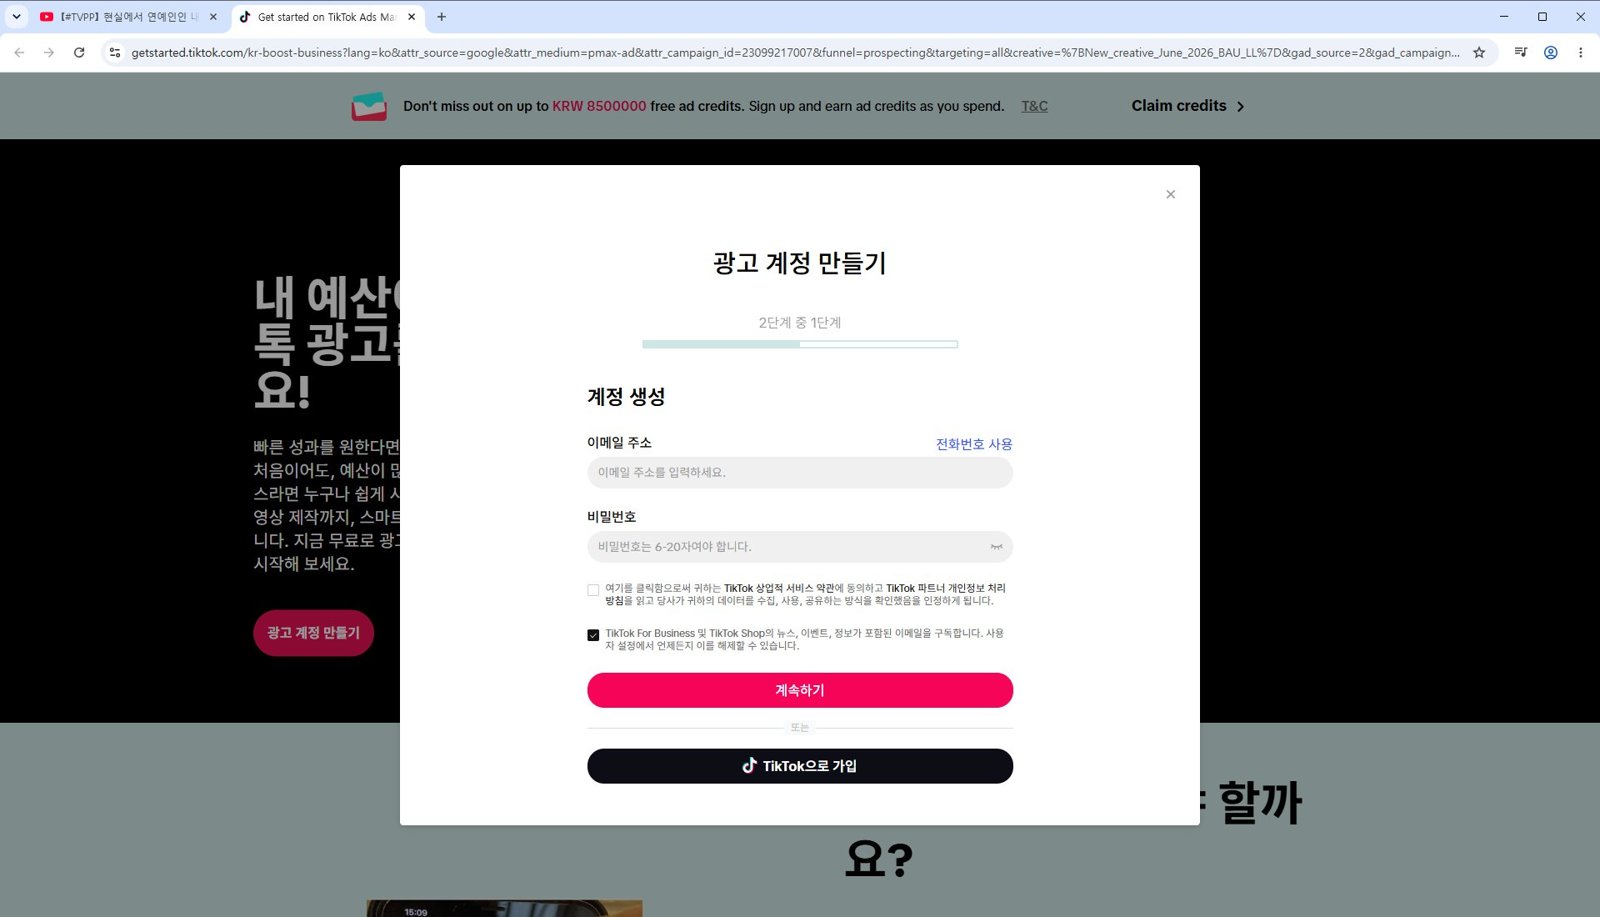 [#TVPP] 현실에서 연예인인 내
Get started on TikTok Ads Mar
getstarted.tiktok.com/kr-boost-business?lang=ko&attr_source=google&attr_medium=pmax-ad&attr_campaign_id=23099217007&funnel=prospecting&targeting=all&creative=%7BNew_creative_June_2026_BAU_LL%7D&gad_source=2&gad_campaign...
Don't miss out on up to KRW 8500000 free ad credits. Sign up and earn ad credits as you spend. T&C Claim credits
내 예산
톡 광고를
요!
빠른 성과를 원한다면
처음이어도, 예산이 많
스라면 누구나 쉽게 시
영상 제작까지, 스마트
니다. 지금 무료로 광고
시작해 보세요.
광고 계정 만들기
광고 계정 만들기
2단계 중 1단계
계정 생성
이메일 주소 전화번호 사용
이메일 주소를 입력하세요.
비밀번호
비밀번호는 6-20자여야 합니다.
여기를 클릭함으로써 귀하는 TikTok 상업적 서비스 약관에 동의하고 TikTok 파트너 개인정보 처리
방침을 읽고 당사가 귀하의 데이터를 수집, 사용, 공유하는 방식을 확인했음을 인정하게 됩니다.
TikTok For Business 및 TikTok Shop의 뉴스, 이벤트, 정보가 포함된 이메일을 구독합니다. 사용
자 설정에서 언제든지 이를 해제할 수 있습니다.
계속하기
또는
TikTok으로 가입
할까
요?
15:09